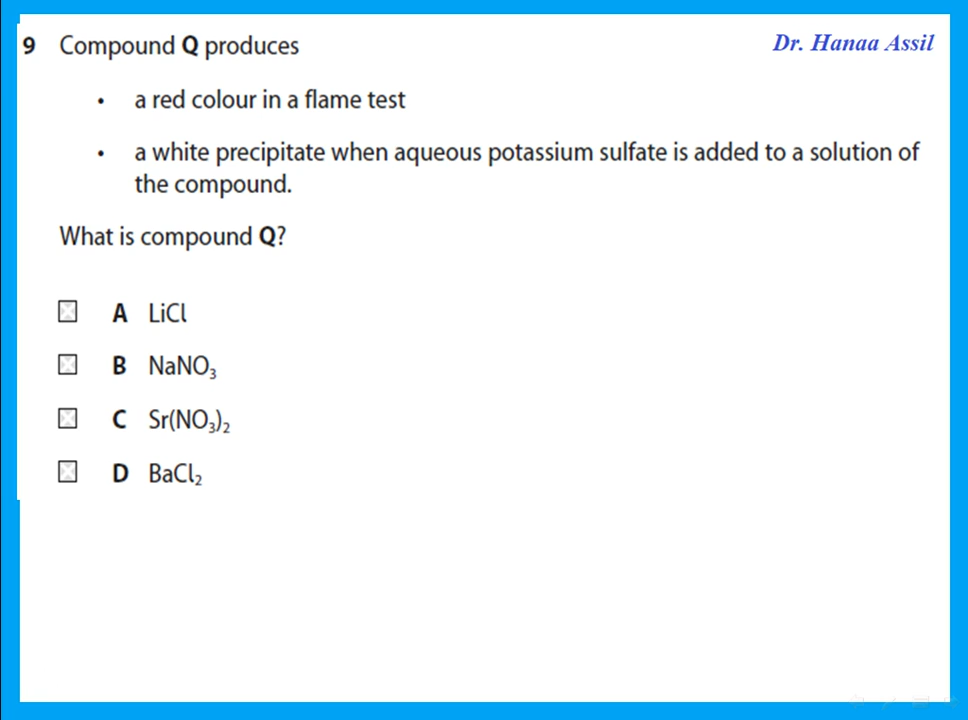 9 Compound Q produces
Dr. Hanaa Assil
• a red colour in a flame test
• a white precipitate when aqueous potassium sulfate is added to a solution of
the compound.
What is compound Q?
A LiCl
B NaNO₃
C Sr(NO₃)₂
D BaCl₂